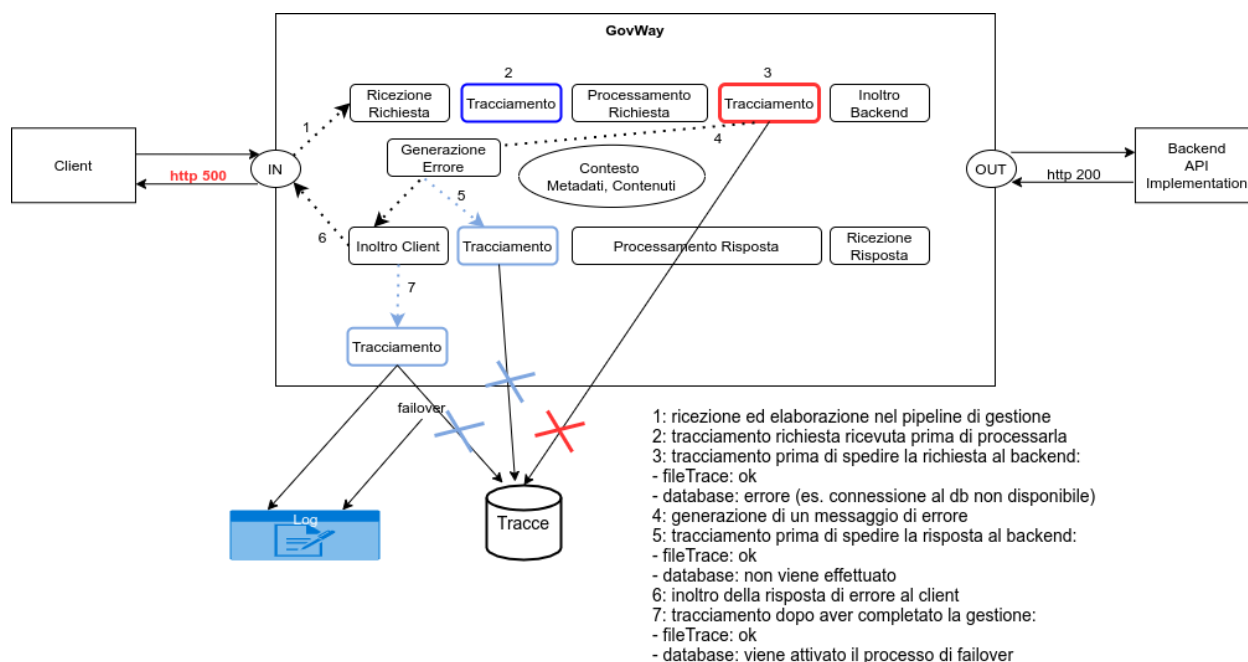 GovWay
2
3
Ricezione
Richiesta
Tracciamento
Processamento
Richiesta
Tracciamento
Inoltro
Backend
1
4
Client
Generazione
Errore
Contesto
Metadati, Contenuti
IN
OUT
Backend
API
Implementation
http 500
http 200
5
6
Inoltro Client
Tracciamento
Processamento Risposta
Ricezione
Risposta
7
Tracciamento
failover
Log
Tracce
1: ricezione ed elaborazione nel pipeline di gestione
2: tracciamento richiesta ricevuta prima di processarla
3: tracciamento prima di spedire la richiesta al backend:
- fileTrace: ok
- database: errore (es. connessione al db non disponibile)
4: generazione di un messaggio di errore
5: tracciamento prima di spedire la risposta al backend:
- fileTrace: ok
- database: non viene effettuato
6: inoltro della risposta di errore al client
7: tracciamento dopo aver completato la gestione:
- fileTrace: ok
- database: viene attivato il processo di failover